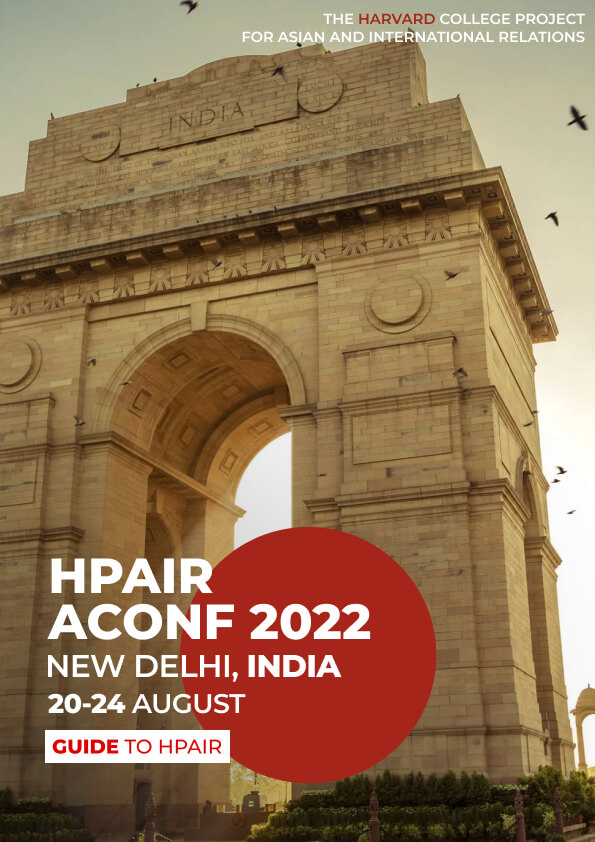 THE HARVARD COLLEGE PROJECT
FOR ASIAN AND INTERNATIONAL RELATIONS
INDIA
HPAIR
ACONF 2022
NEW DELHI, INDIA
20-24 AUGUST
GUIDE TO HPAIR